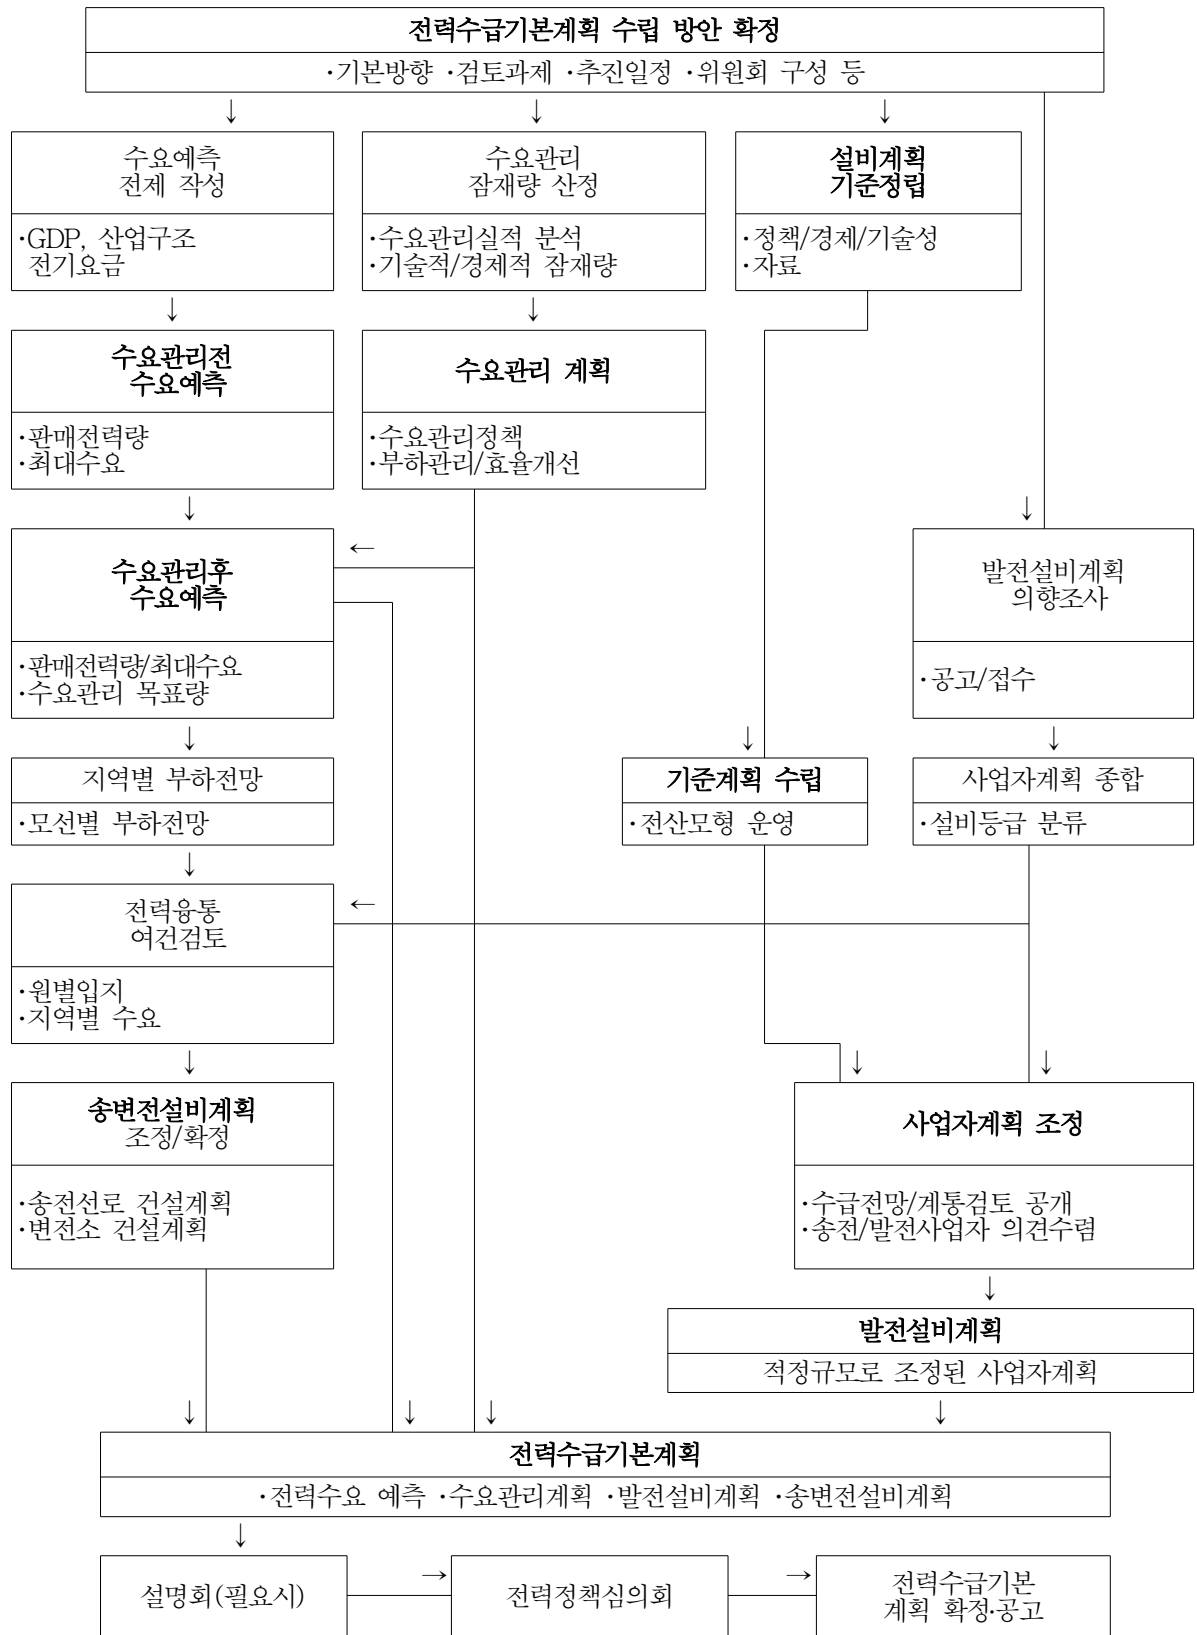 전력수급기본계획 수립 방안 확정
·기본방향 ·검토과제 ·추진일정 ·위원회 구성 등
↓ ↓ ↓
수요예측
전제 작성
·GDP, 산업구조
전기요금
수요관리
잠재량 산정
·수요관리실적 분석
·기술적/경제적 잠재량
설비계획
기준정립
·정책/경제/기술성
·자료
↓ ↓
수요관리전
수요예측
·판매전력량
·최대수요
수요관리 계획
·수요관리정책
·부하관리/효율개선
↓ ↓
수요관리후
수요예측
·판매전력량/최대수요
·수요관리 목표량
←
발전설비계획
의향조사
·공고/접수
↓ ↓ ↓
지역별 부하전망
·모선별 부하전망
기준계획 수립
·전산모형 운영
사업자계획 종합
·설비등급 분류
↓
전력융통
여건검토
·원별입지
·지역별 수요
←
↓ ↓ ↓
송변전설비계획
조정/확정
·송전선로 건설계획
·변전소 건설계획
사업자계획 조정
·수급전망/계통검토 공개
·송전/발전사업자 의견수렴
↓
발전설비계획
적정규모로 조정된 사업자계획
↓ ↓ ↓ ↓
전력수급기본계획
·전력수요 예측 ·수요관리계획 ·발전설비계획 ·송변전설비계획
↓
설명회(필요시)
→
전력정책심의회
→
전력수급기본
계획 확정·공고